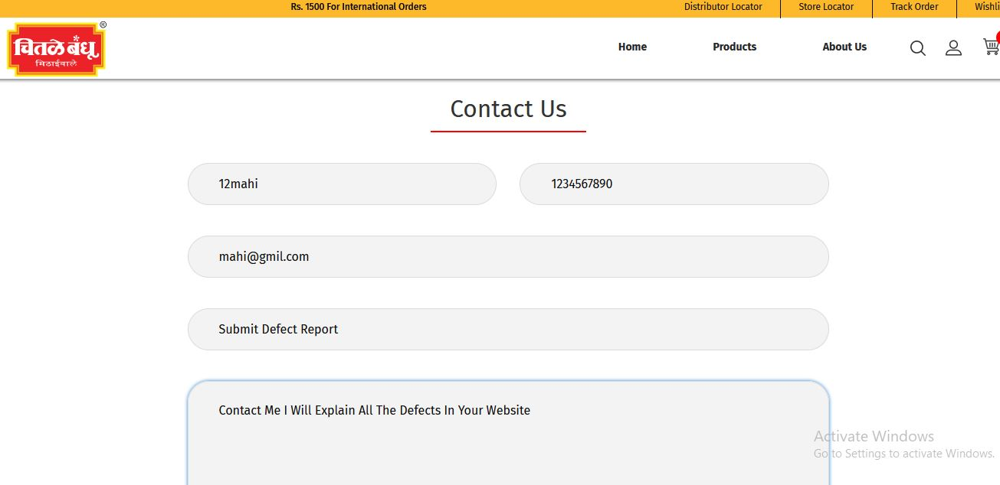 Rs. 1500 For International Orders
Distributor Locator
Store Locator
Track Order
Wishli
चितळे बंधू
®
मिठाईवाले
Home
Products
About Us
Contact Us
12mahi
1234567890
mahi@gmil.com
Submit Defect Report
Contact Me I Will Explain All The Defects In Your Website
Activate Windows
Go to Settings to activate Windows.